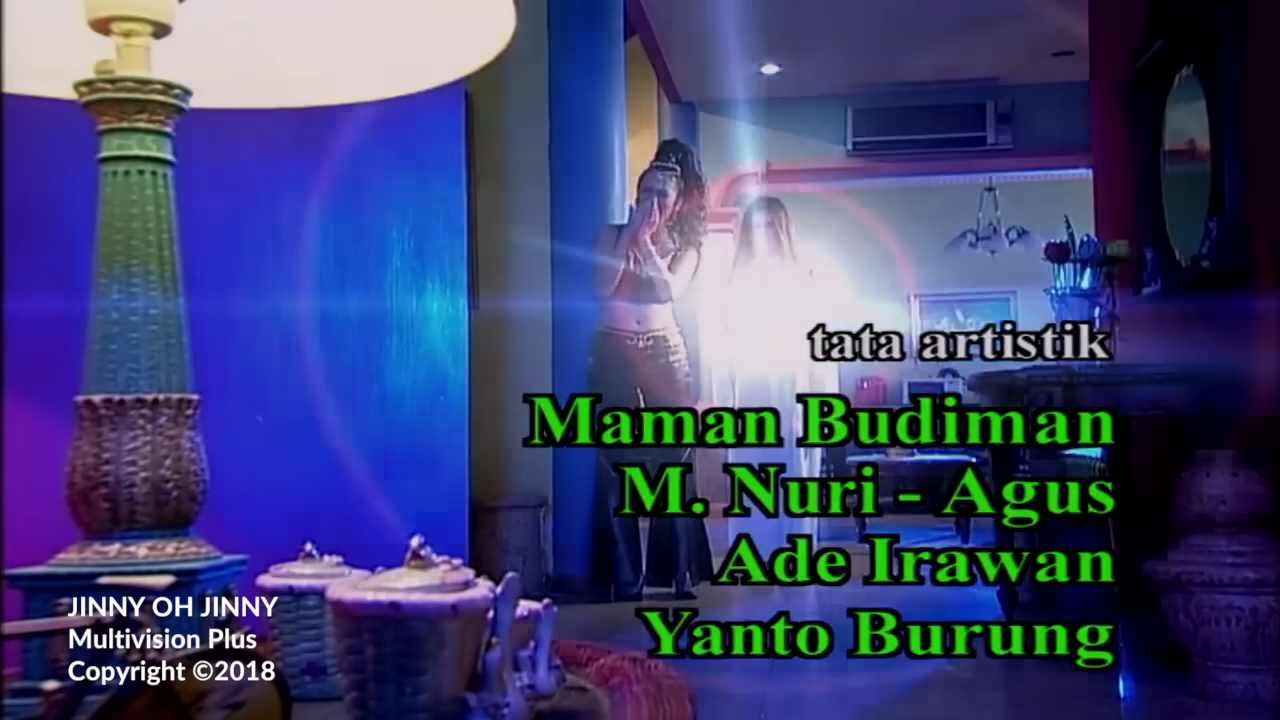 tata artistik
Maman Budiman
M. Nuri - Agus
Ade Irawan
Yanto Burung
JINNY OH JINNY
Multivision Plus
Copyright ©2018